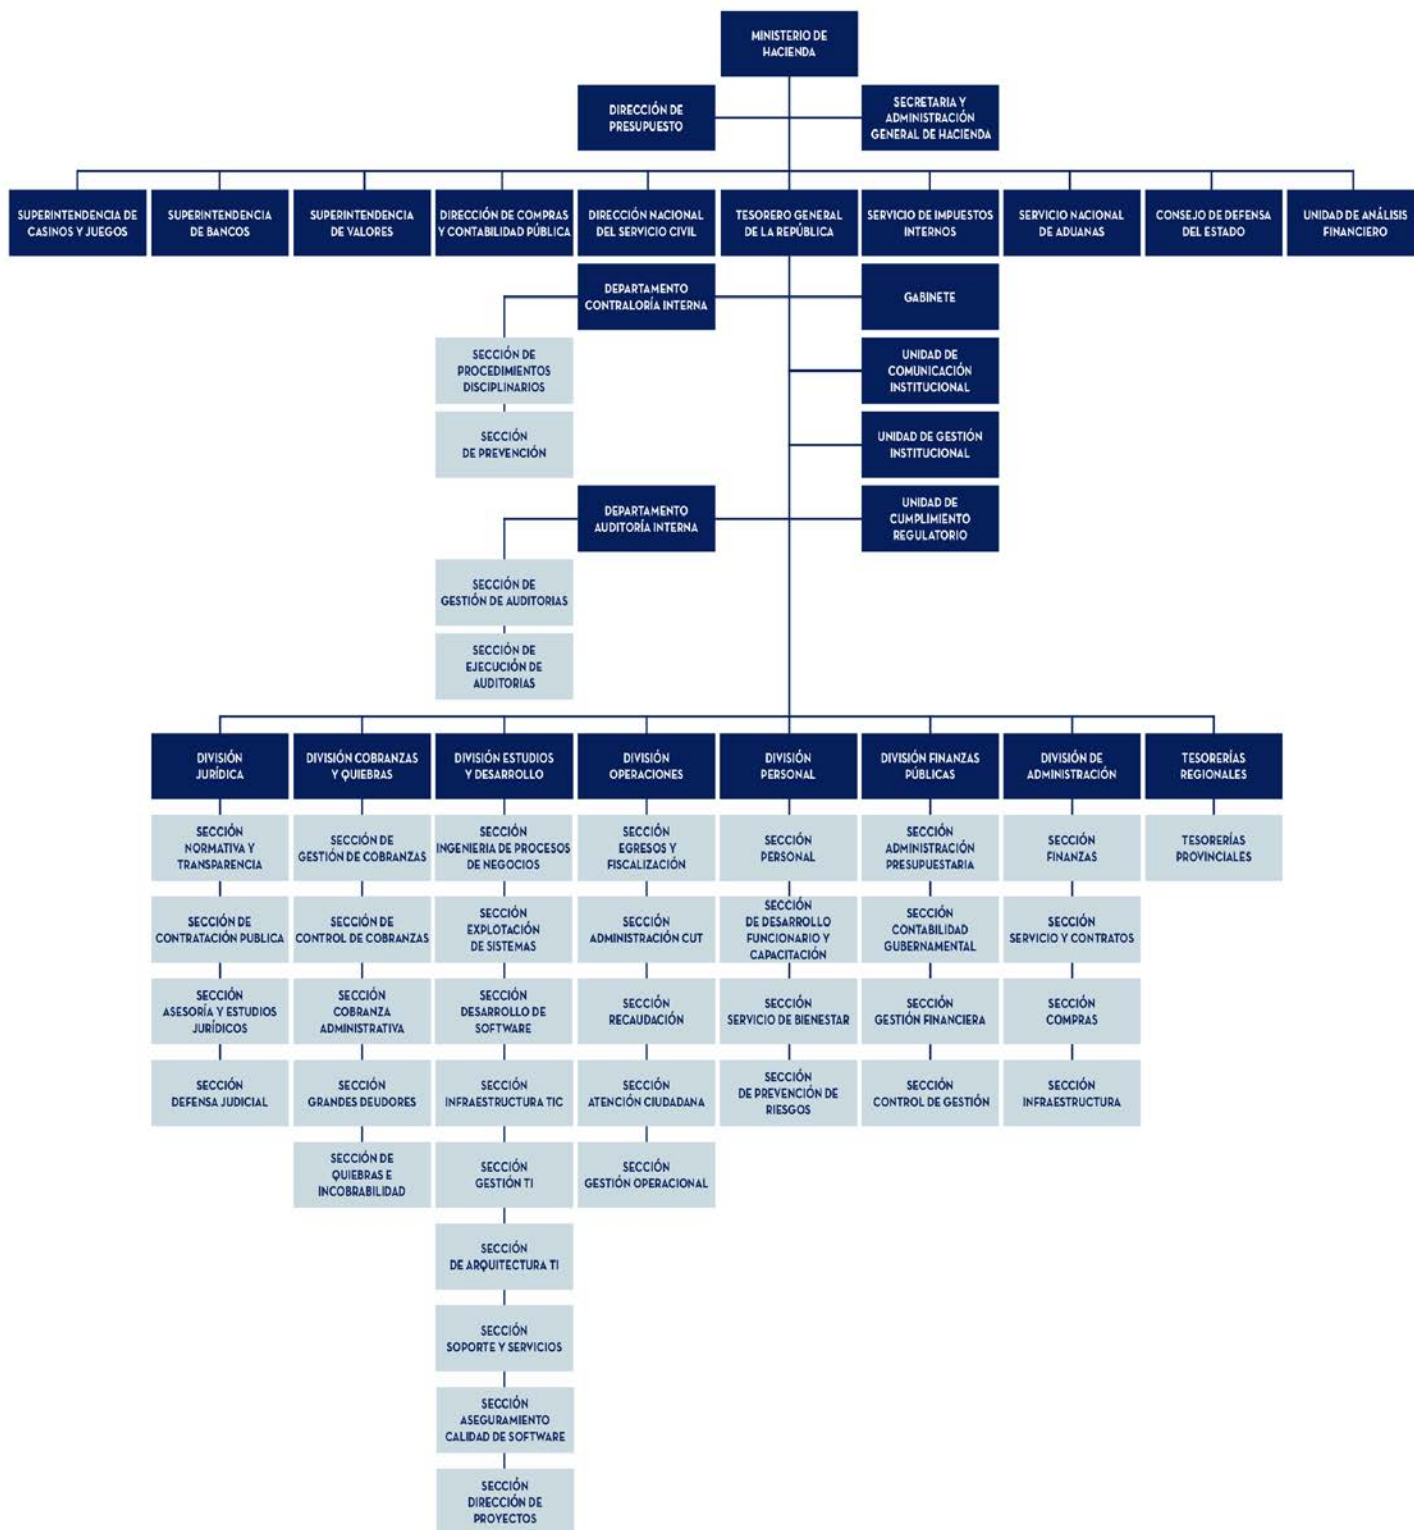 MINISTERIO DE
HACIENDA
DIRECCIÓN DE
PRESUPUESTO
SECRETARIA Y
ADMINISTRACIÓN
GENERAL DE HACIENDA
SUPERINTENDENCIA DE
CASINOS Y JUEGOS
SUPERINTENDENCIA
DE BANCOS
SUPERINTENDENCIA
DE VALORES
DIRECCIÓN DE COMPRAS
Y CONTABILIDAD PÚBLICA
DIRECCIÓN NACIONAL
DEL SERVICIO CIVIL
TESORERO GENERAL
DE LA REPÚBLICA
SERVICIO DE IMPUESTOS
INTERNOS
SERVICIO NACIONAL
DE ADUANAS
CONSEJO DE DEFENSA
DEL ESTADO
UNIDAD DE ANÁLISIS
FINANCIERO
DEPARTAMENTO
CONTRALORÍA INTERNA
GABINETE
SECCIÓN DE
PROCEDIMIENTOS
DISCIPLINARIOS
UNIDAD DE
COMUNICACIÓN
INSTITUCIONAL
SECCIÓN
DE PREVENCIÓN
UNIDAD DE GESTIÓN
INSTITUCIONAL
DEPARTAMENTO
AUDITORÍA INTERNA
UNIDAD DE
CUMPLIMIENTO
REGULATORIO
SECCIÓN DE
GESTIÓN DE AUDITORIAS
SECCIÓN DE
EJECUCIÓN DE
AUDITORIAS
DIVISIÓN
JURÍDICA
DIVISIÓN COBRANZAS
Y QUIEBRAS
DIVISIÓN ESTUDIOS
Y DESARROLLO
DIVISIÓN
OPERACIONES
DIVISIÓN
PERSONAL
DIVISIÓN FINANZAS
PÚBLICAS
DIVISIÓN DE
ADMINISTRACIÓN
TESORERÍAS
REGIONALES
SECCIÓN
NORMATIVA Y
TRANSPARENCIA
SECCIÓN DE
GESTIÓN DE COBRANZAS
SECCIÓN
INGENIERIA DE PROCESOS
DE NEGOCIOS
SECCIÓN
EGRESOS Y
FISCALIZACIÓN
SECCIÓN
PERSONAL
SECCIÓN
ADMINISTRACIÓN
PRESUPUESTARIA
SECCIÓN
FINANZAS
TESORERÍAS
PROVINCIALES
SECCIÓN DE
CONTRATACIÓN PUBLICA
SECCIÓN DE
CONTROL DE COBRANZAS
SECCIÓN
EXPLOTACIÓN
DE SISTEMAS
SECCIÓN
ADMINISTRACIÓN CUT
SECCIÓN
DE DESARROLLO
FUNCIONARIO Y
CAPACITACIÓN
SECCIÓN
CONTABILIDAD
GUBERNAMENTAL
SECCIÓN
SERVICIO Y CONTRATOS
SECCIÓN
ASESORÍA Y ESTUDIOS
JURÍDICOS
SECCIÓN
COBRANZA
ADMINISTRATIVA
SECCIÓN
DESARROLLO DE
SOFTWARE
SECCIÓN
RECAUDACIÓN
SECCIÓN
SERVICIO DE BIENESTAR
SECCIÓN
GESTIÓN FINANCIERA
SECCIÓN
COMPRAS
SECCIÓN
DEFENSA JUDICIAL
SECCIÓN
GRANDES DEUDORES
SECCIÓN
INFRAESTRUCTURA TIC
SECCIÓN
ATENCIÓN CIUDADANA
SECCIÓN
DE PREVENCIÓN DE
RIESGOS
SECCIÓN
CONTROL DE GESTIÓN
SECCIÓN
INFRAESTRUCTURA
SECCIÓN DE
QUIEBRAS E
INCOBRABILIDAD
SECCIÓN
GESTIÓN TI
SECCIÓN
GESTIÓN OPERACIONAL
SECCIÓN
DE ARQUITECTURA TI
SECCIÓN
SOPORTE Y SERVICIOS
SECCIÓN
ASEGURAMIENTO
CALIDAD DE SOFTWARE
SECCIÓN
DIRECCIÓN DE
PROYECTOS